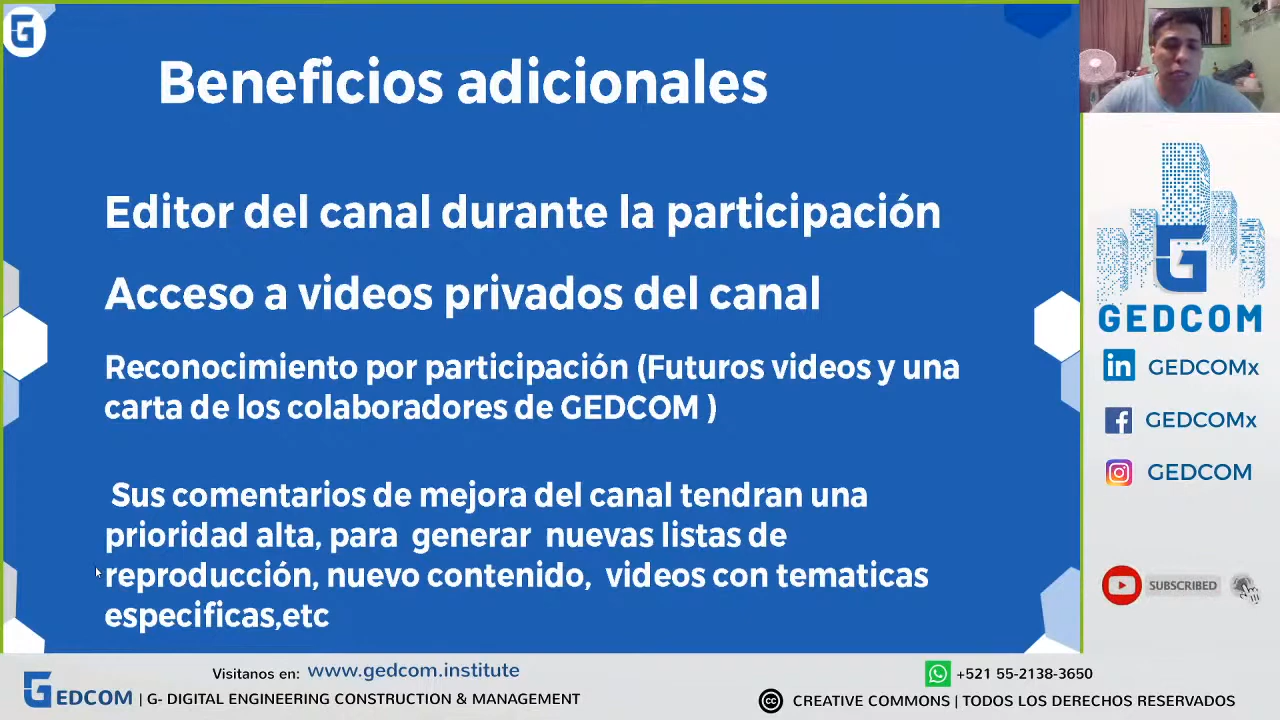 Beneficios adicionales
Editor del canal durante la participación
Acceso a videos privados del canal
Reconocimiento por participación (Futuros videos y una
carta de los colaboradores de GEDCOM )
Sus comentarios de mejora del canal tendran una
prioridad alta, para generar nuevas listas de
reproducción, nuevo contenido, videos con tematicas
especificas,etc
GEDCOM
GEDCOMx
GEDCOMx
GEDCOM
SUBSCRIBED
Visitanos en: www.gedcom.institute
GEDCOM | G- DIGITAL ENGINEERING CONSTRUCTION & MANAGEMENT
+521 55-2138-3650
CREATIVE COMMONS | TODOS LOS DERECHOS RESERVADOS